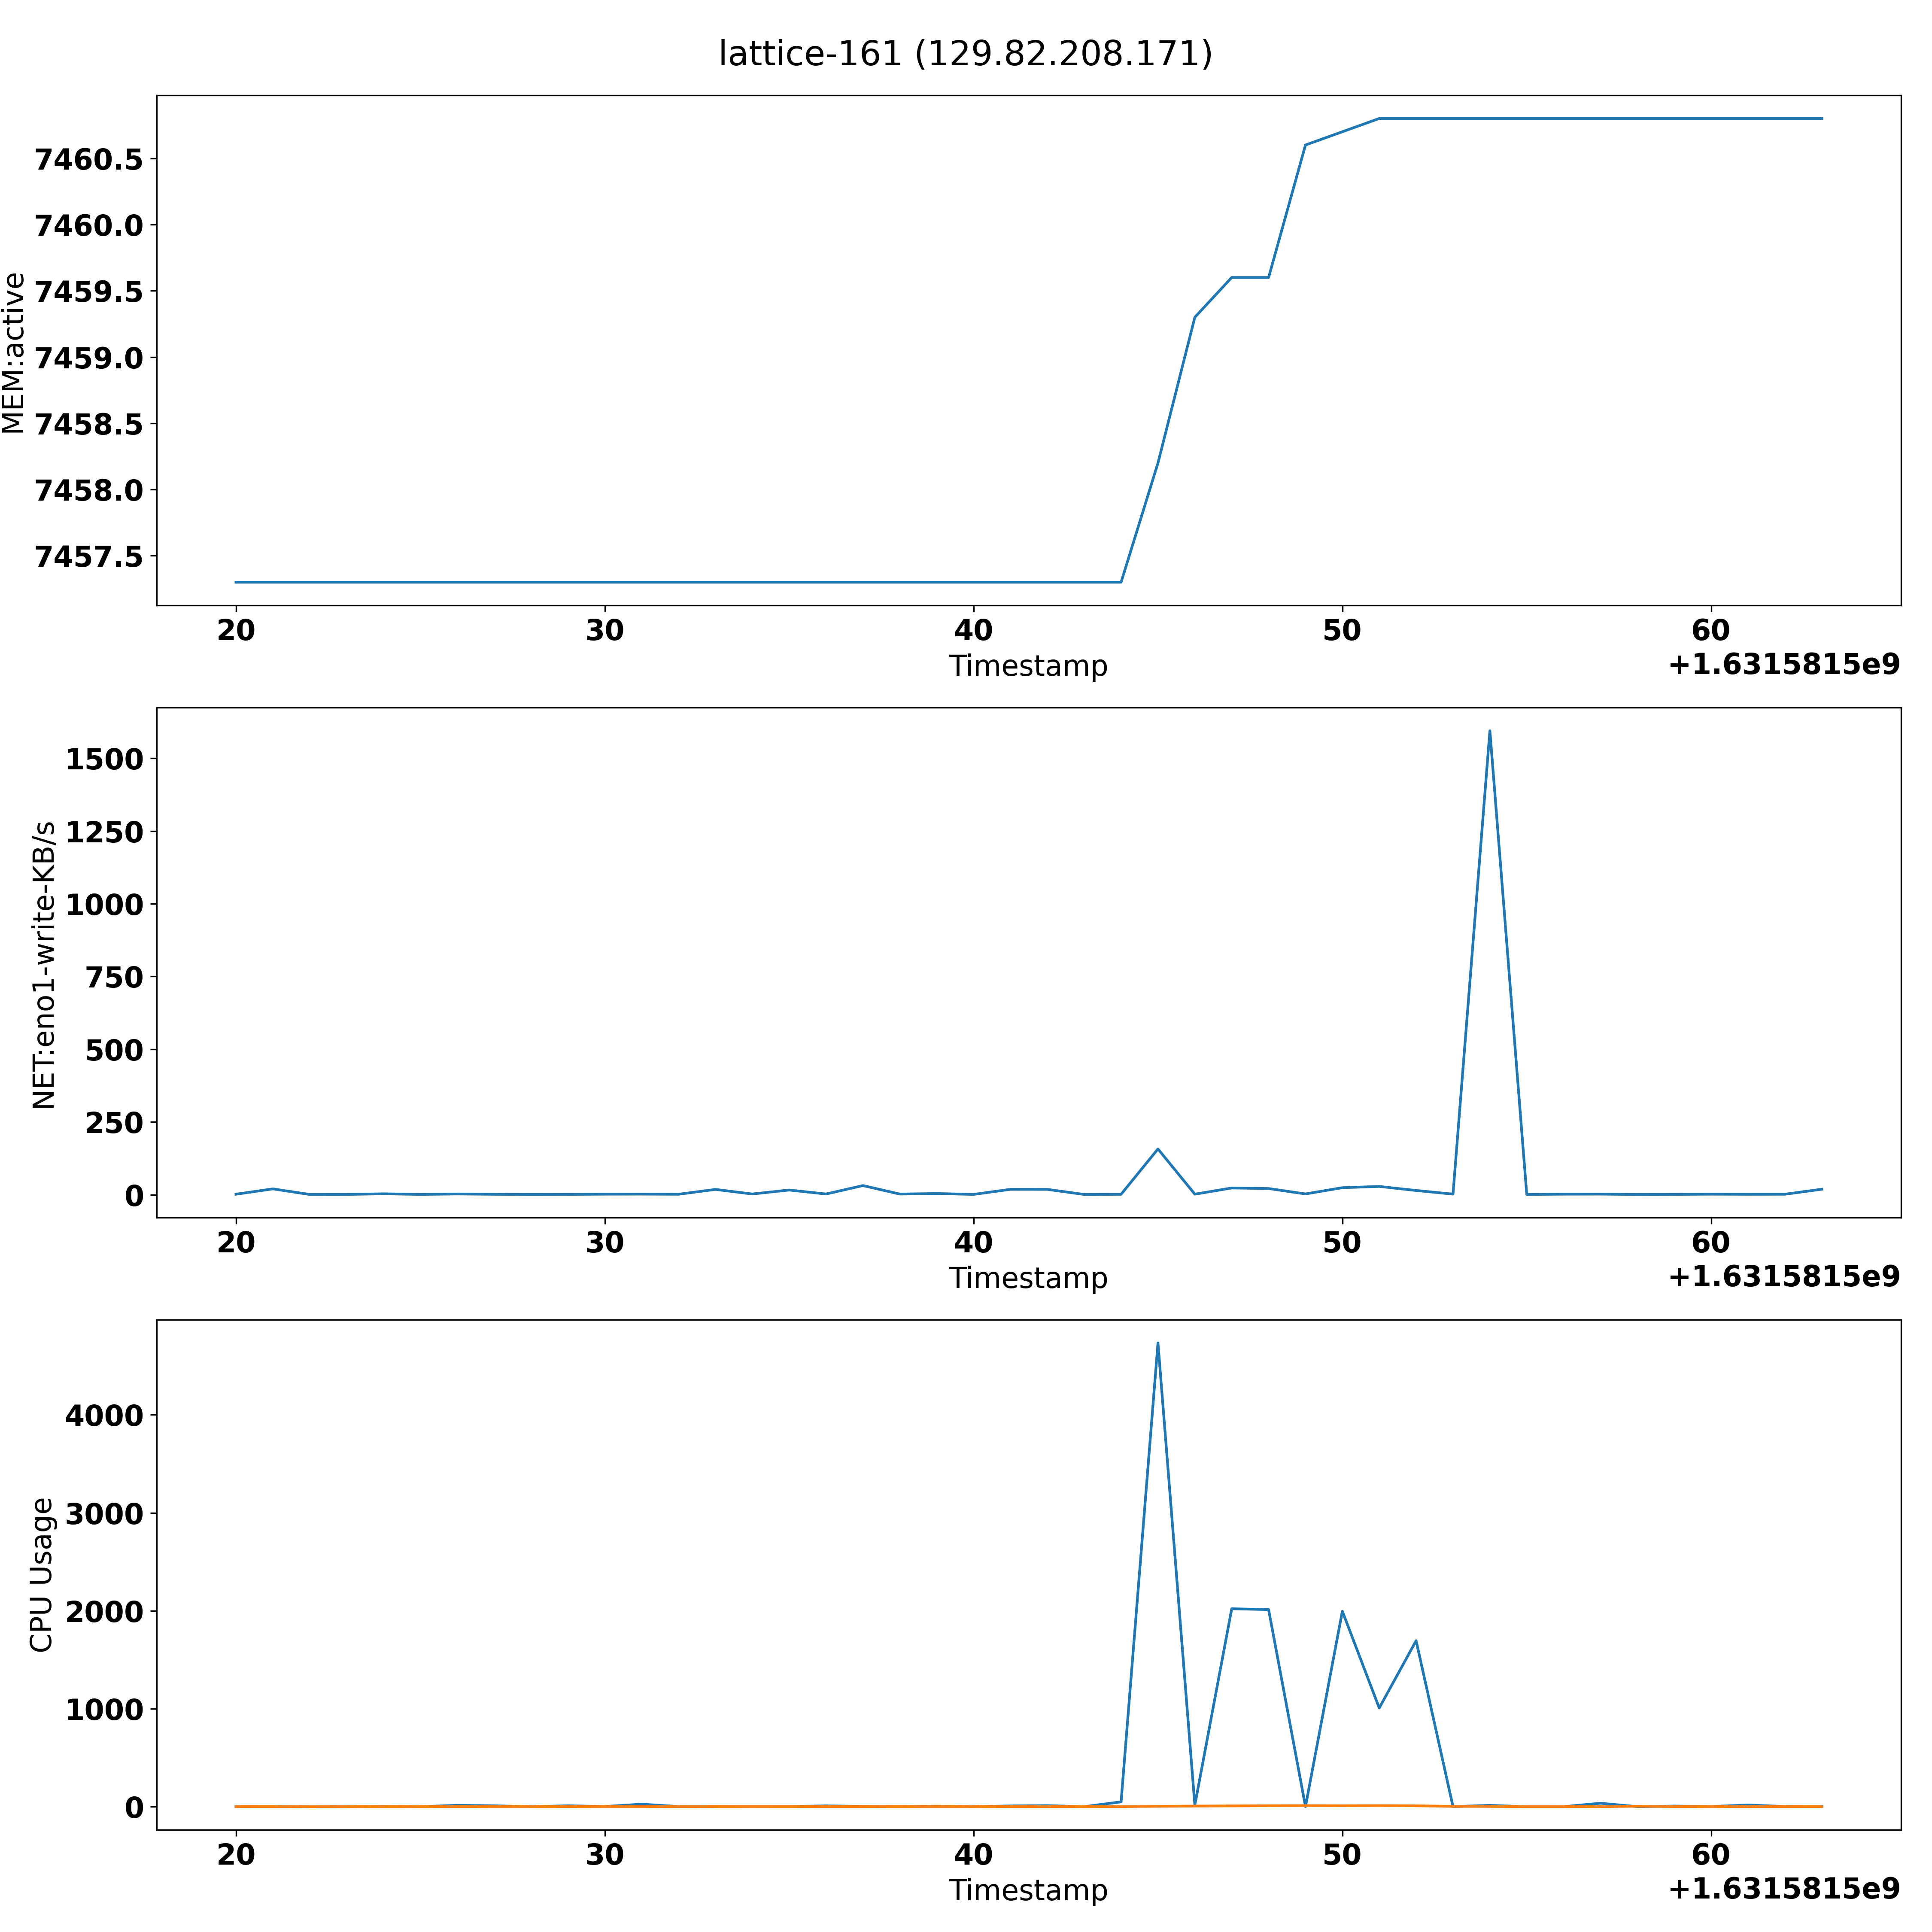 lattice-161 (129.82.208.171)
7460.5
7460.0
7459.5
7459.0
7458.5
7458.0
7457.5
MEM:active
20 30 40 50 60
Timestamp
+1.6315815e9
1500
1250
1000
750
500
250
0
NET:eno1-write-KB/s
20 30 40 50 60
Timestamp
+1.6315815e9
4000
3000
2000
1000
0
CPU Usage
20 30 40 50 60
Timestamp
+1.6315815e9